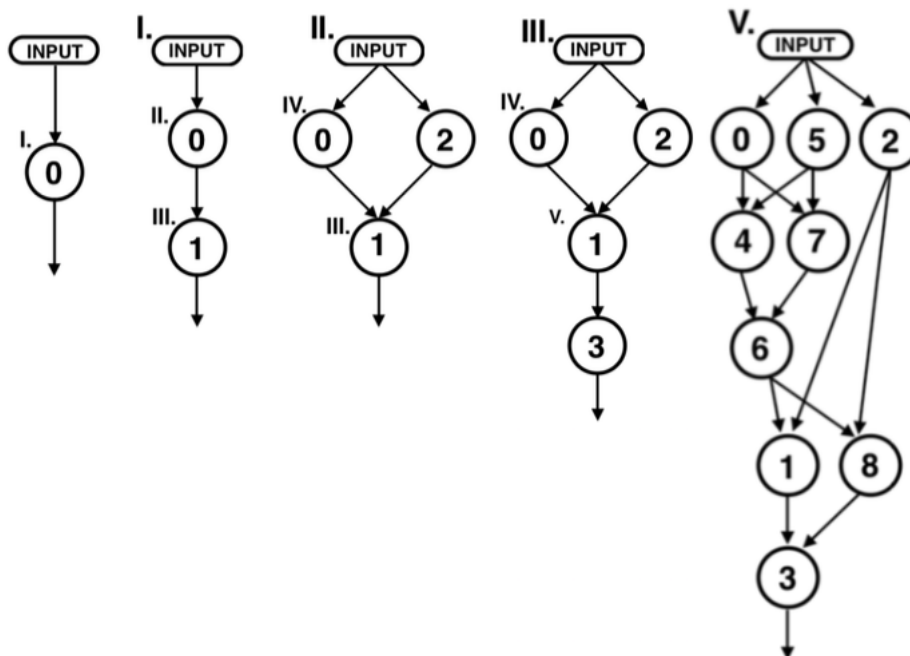 I. II. III. V.
INPUT INPUT INPUT INPUT INPUT
I. 0
II. 0
III. 1
IV. 0 2
III. 1
IV. 0 2
V. 1
3
0 5 2
4 7
6
1 8
3